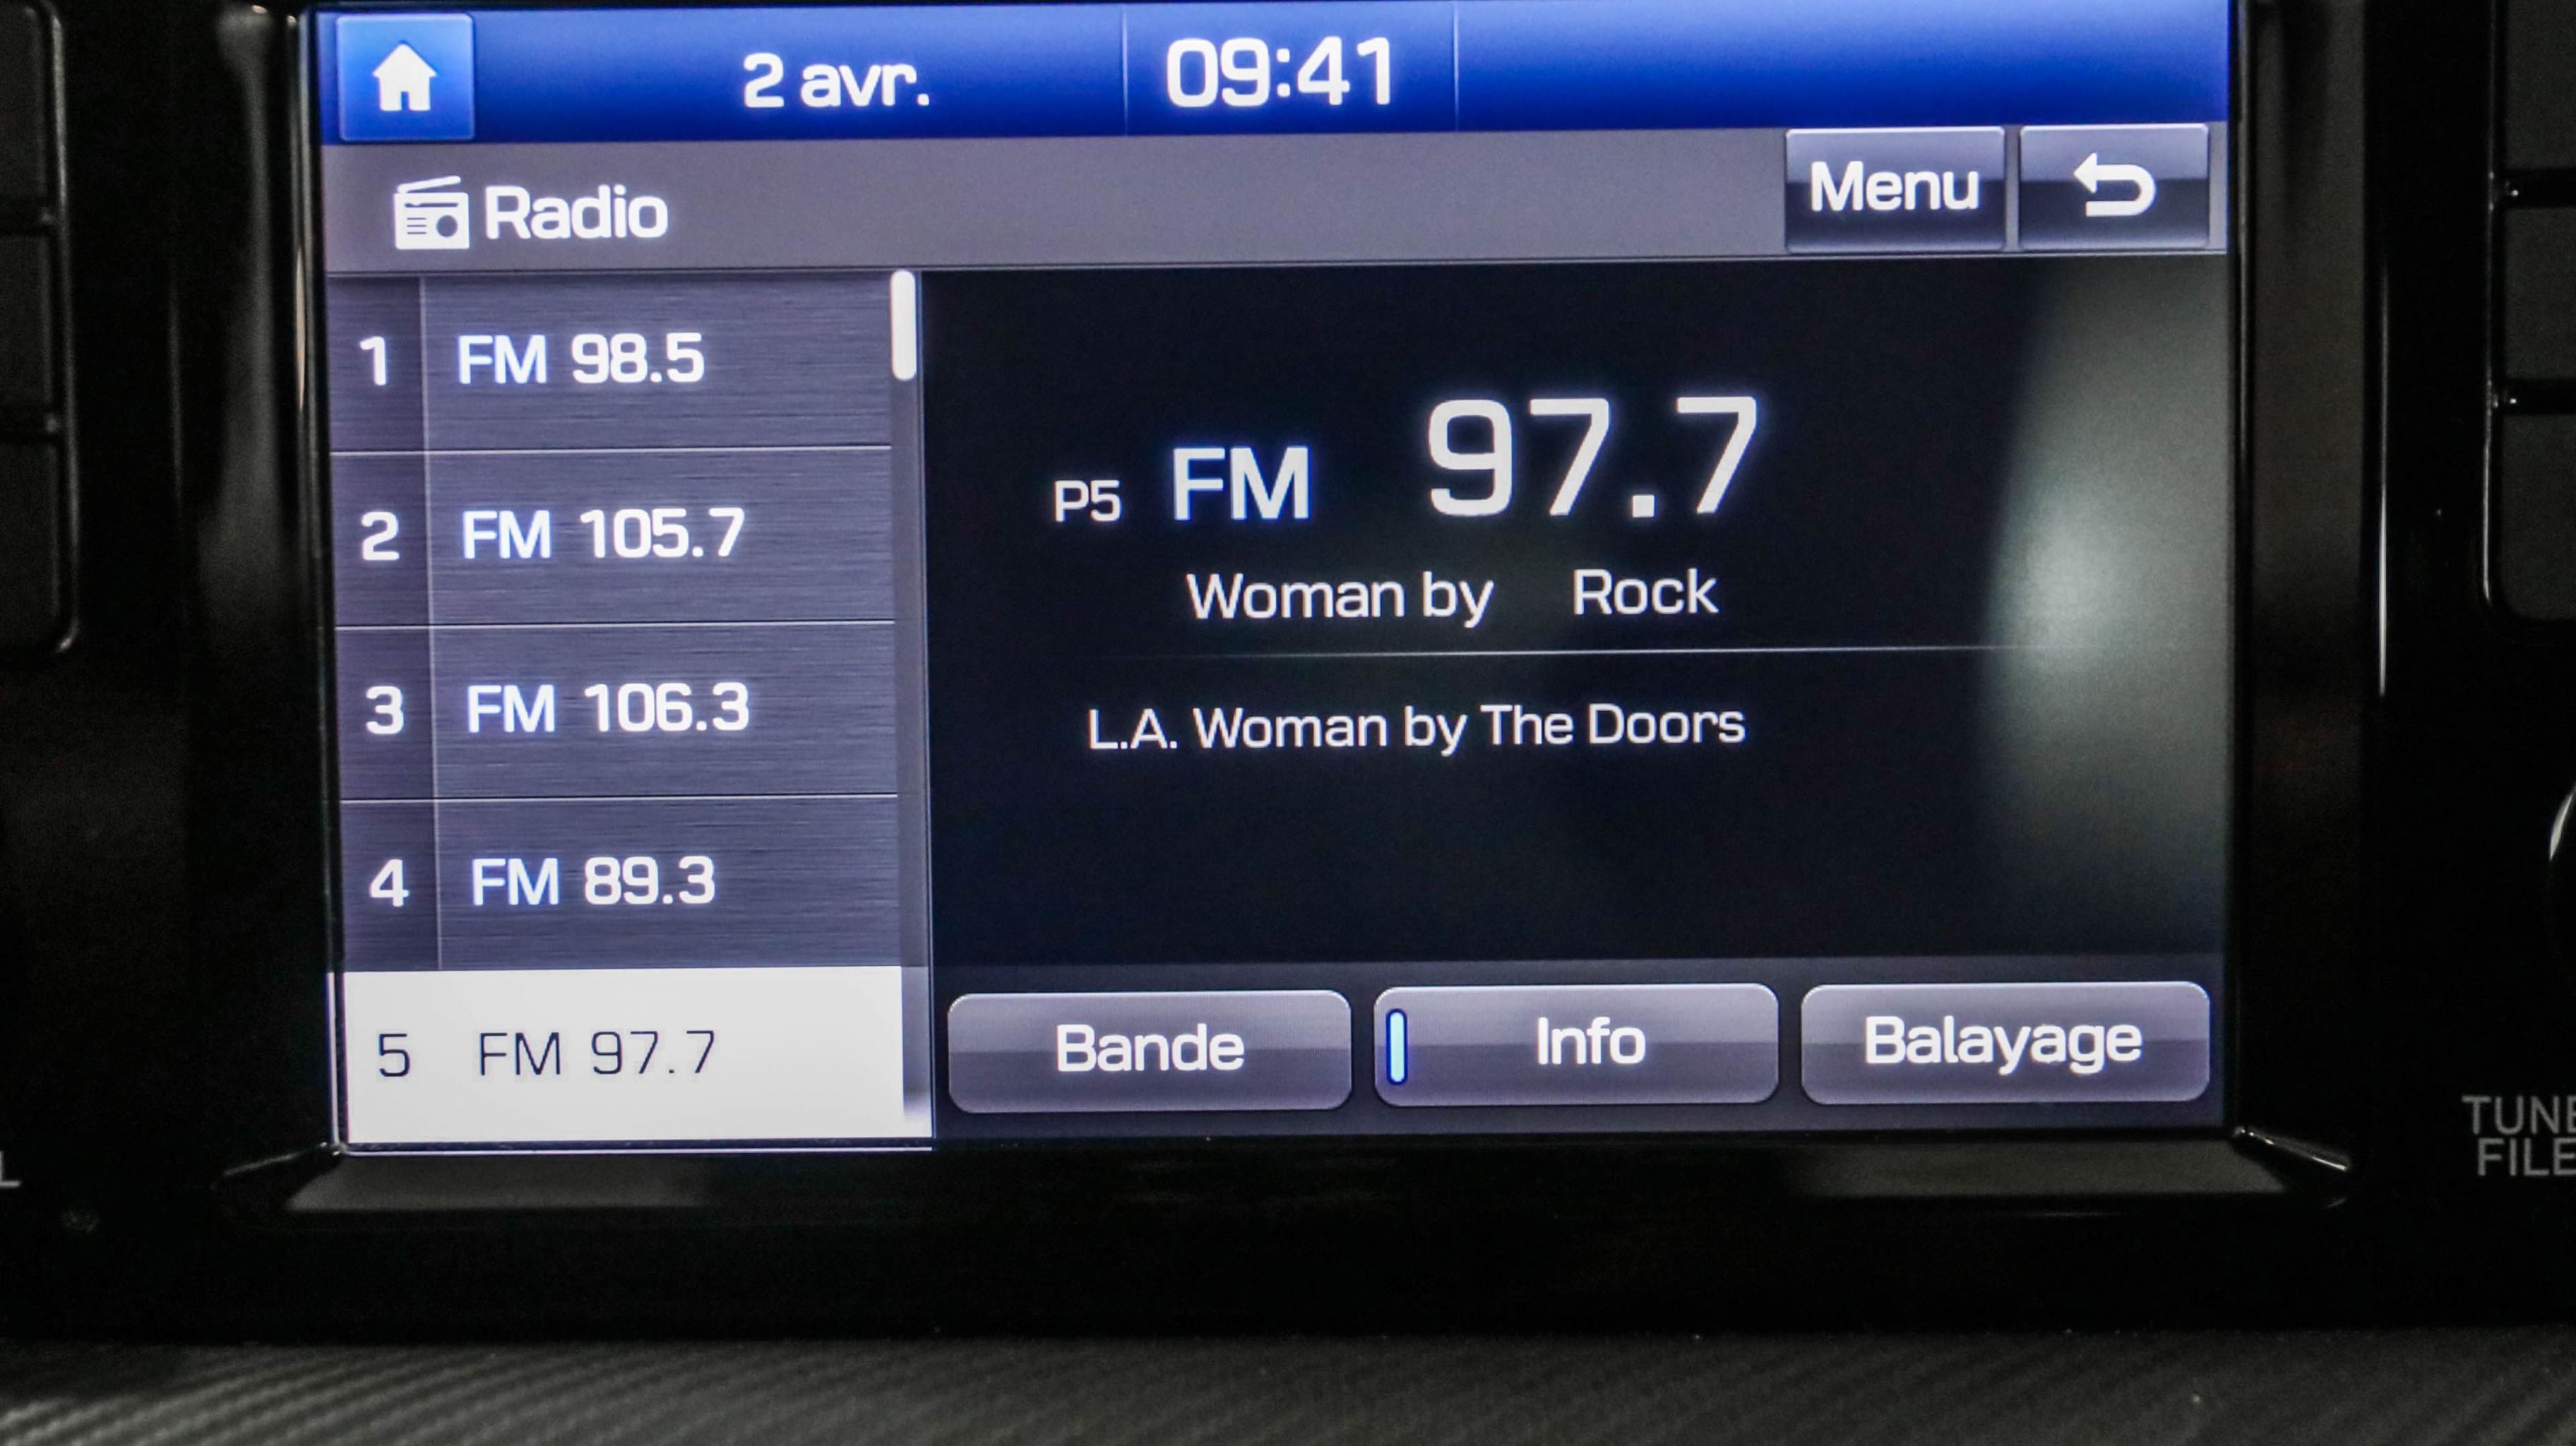 2 avr.
09:41
Radio
Menu
1 FM 98.5
2 FM 105.7
3 FM 106.3
4 FM 89.3
5 FM 97.7
P5 FM 97.7
Woman by Rock
L.A. Woman by The Doors
Bande
Info
Balayage
TUNE
FILE